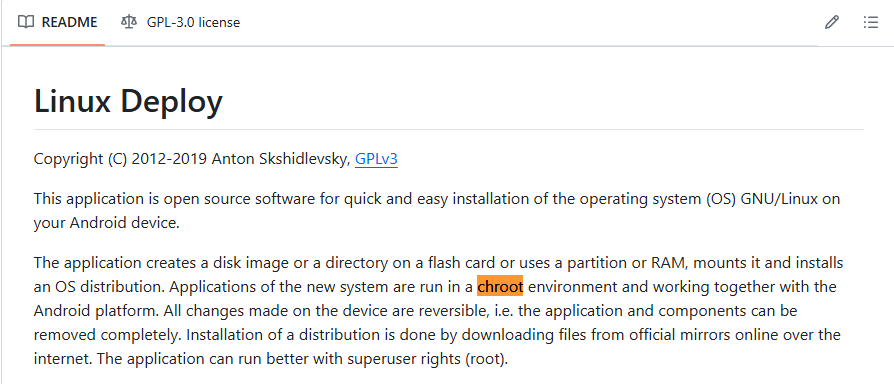 README GPL-3.0 license
Linux Deploy
Copyright (C) 2012-2019 Anton Skshidlevsky, GPLv3
This application is open source software for quick and easy installation of the operating system (OS) GNU/Linux on
your Android device.
The application creates a disk image or a directory on a flash card or uses a partition or RAM, mounts it and installs
an OS distribution. Applications of the new system are run in a chroot environment and working together with the
Android platform. All changes made on the device are reversible, i.e. the application and components can be
removed completely. Installation of a distribution is done by downloading files from official mirrors online over the
internet. The application can run better with superuser rights (root).